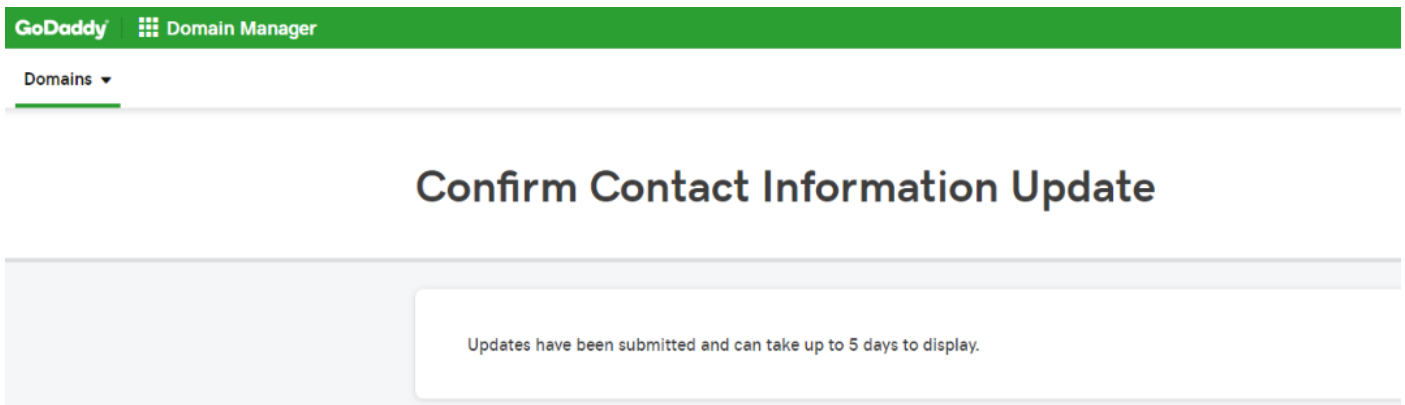 GoDaddy Domain Manager
Domains
Confirm Contact Information Update
Updates have been submitted and can take up to 5 days to display.